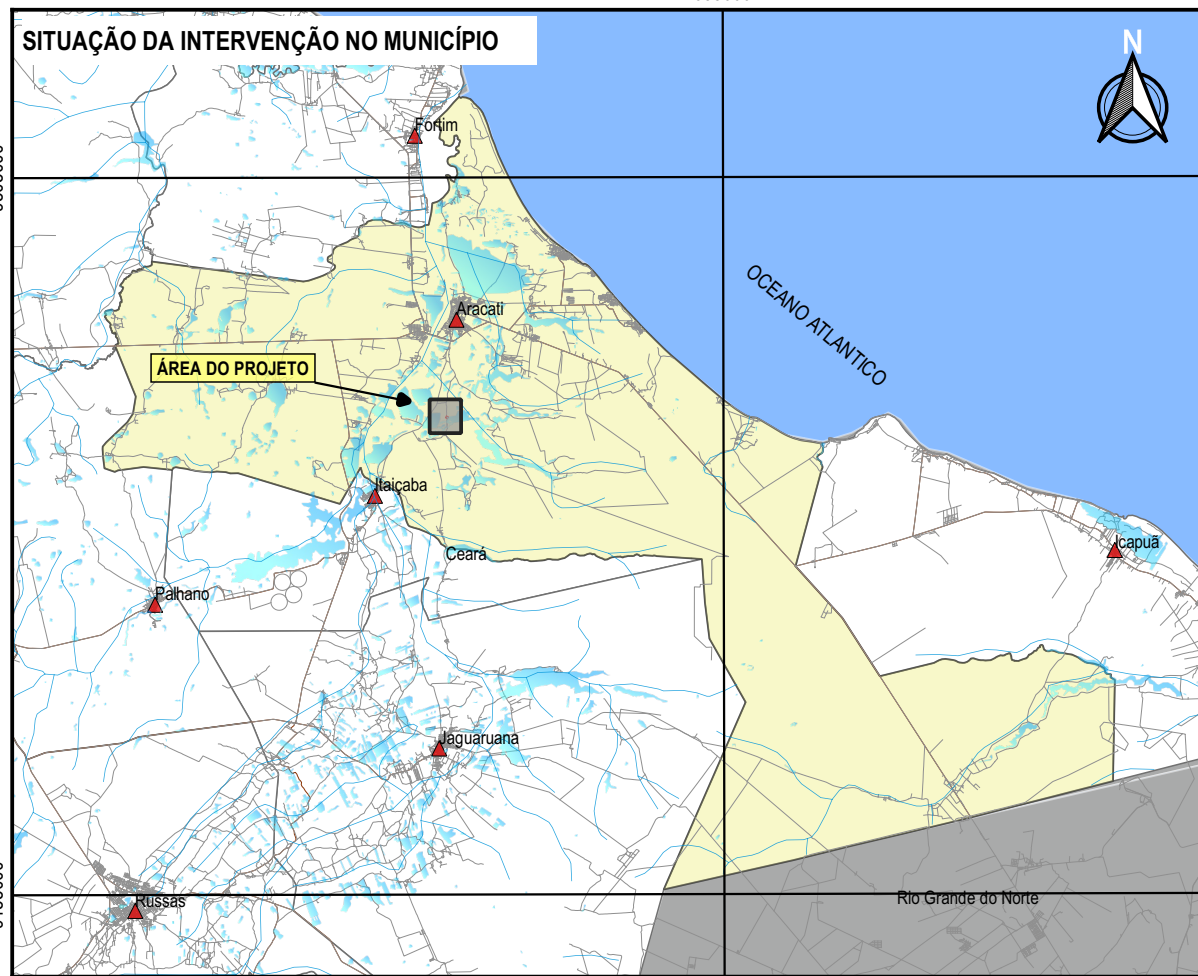 SITUAÇÃO DA INTERVENÇÃO NO MUNICÍPIO
N
Fortim
OCEANO ATLANTICO
Aracati
ÁREA DO PROJETO
Itaiçaba
Ceará
Icapuã
Palhano
Jaguaruana
Russas
Rio Grande do Norte